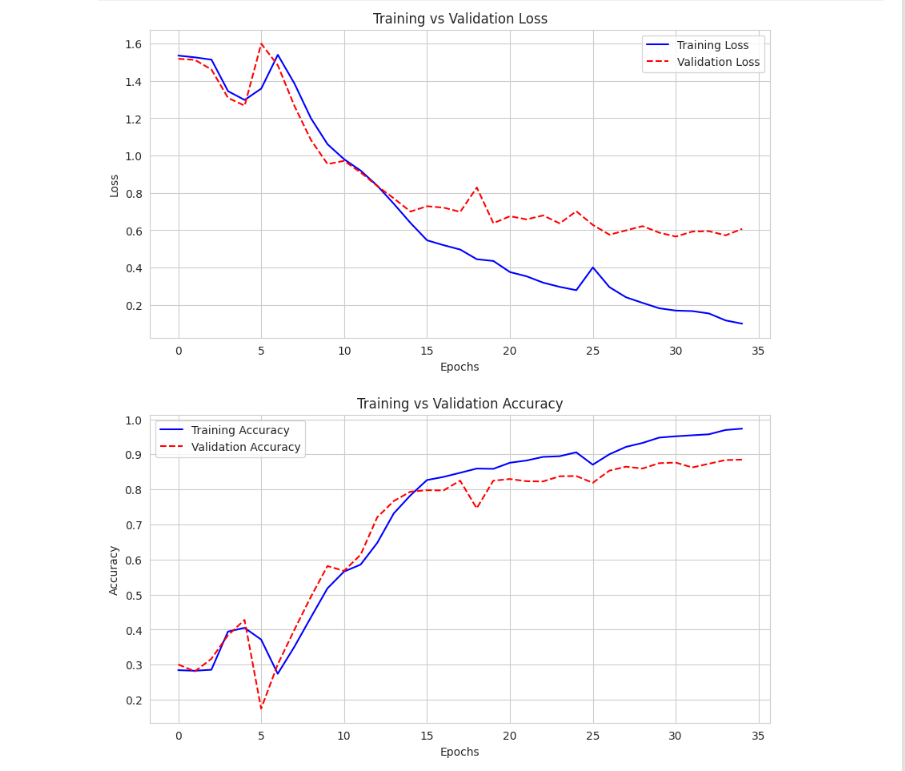 Training vs Validation Loss
Training Loss
Validation Loss
1.6
1.4
1.2
1.0
0.8
0.6
0.4
0.2
Loss
0 5 10 15 20 25 30 35
Epochs
Training vs Validation Accuracy
Training Accuracy
Validation Accuracy
1.0
0.9
0.8
0.7
0.6
0.5
0.4
0.3
0.2
Accuracy
0 5 10 15 20 25 30 35
Epochs